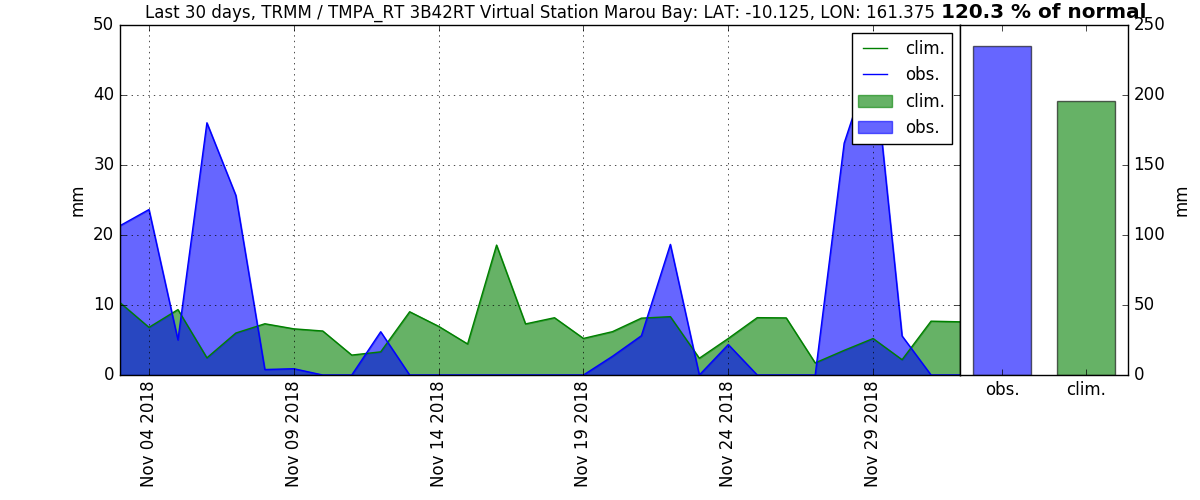 Last 30 days, TRMM / TMPA_RT 3B42RT Virtual Station Marou Bay: LAT: -10.125, LON: 161.375 120.3 % of normal
50
40
30
20
10
0
mm
clim.
obs.
clim.
obs.
250
200
150
100
50
0
mm
obs.
clim.
Nov 04 2018
Nov 09 2018
Nov 14 2018
Nov 19 2018
Nov 24 2018
Nov 29 2018